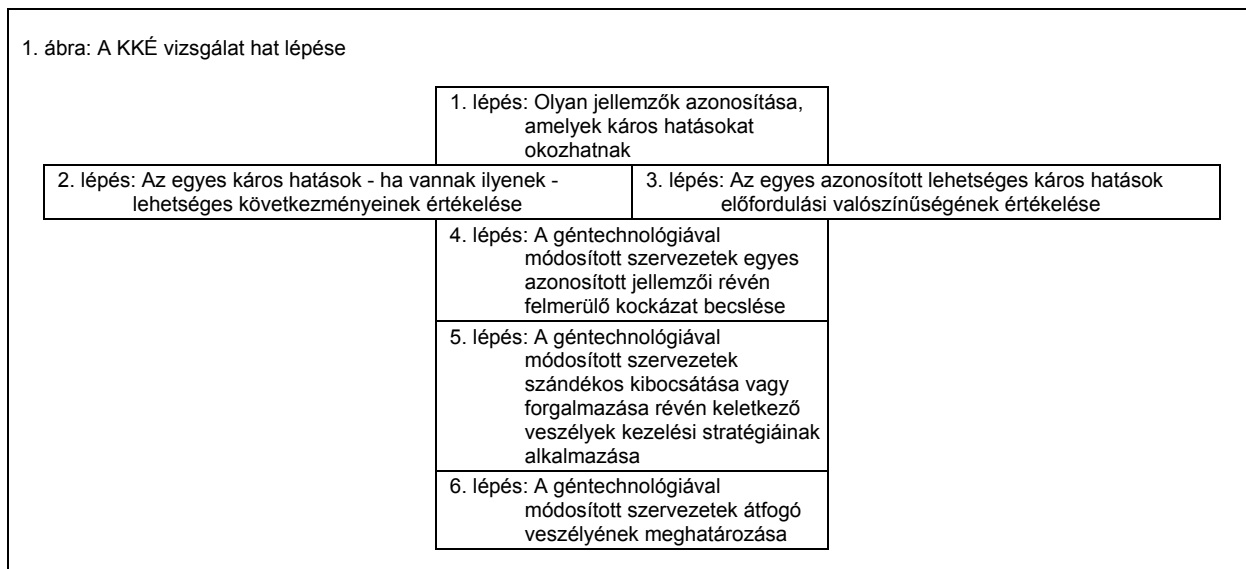 1. ábra: A KKÉ vizsgálat hat lépése
1. lépés: Olyan jellemzők azonosítása,
amelyek káros hatásokat
okozhatnak
2. lépés: Az egyes káros hatások - ha vannak ilyenek -
lehetséges következményeinek értékelése
3. lépés: Az egyes azonosított lehetséges káros hatások
előfordulási valószínűségének értékelése
4. lépés: A géntechnológiával
módosított szervezetek egyes
azonosított jellemzői révén
felmerülő kockázat becslése
5. lépés: A géntechnológiával
módosított szervezetek
szándékos kibocsátása vagy
forgalmazása révén keletkező
veszélyek kezelési stratégiáinak
alkalmazása
6. lépés: A géntechnológiával
módosított szervezetek átfogó
veszélyének meghatározása